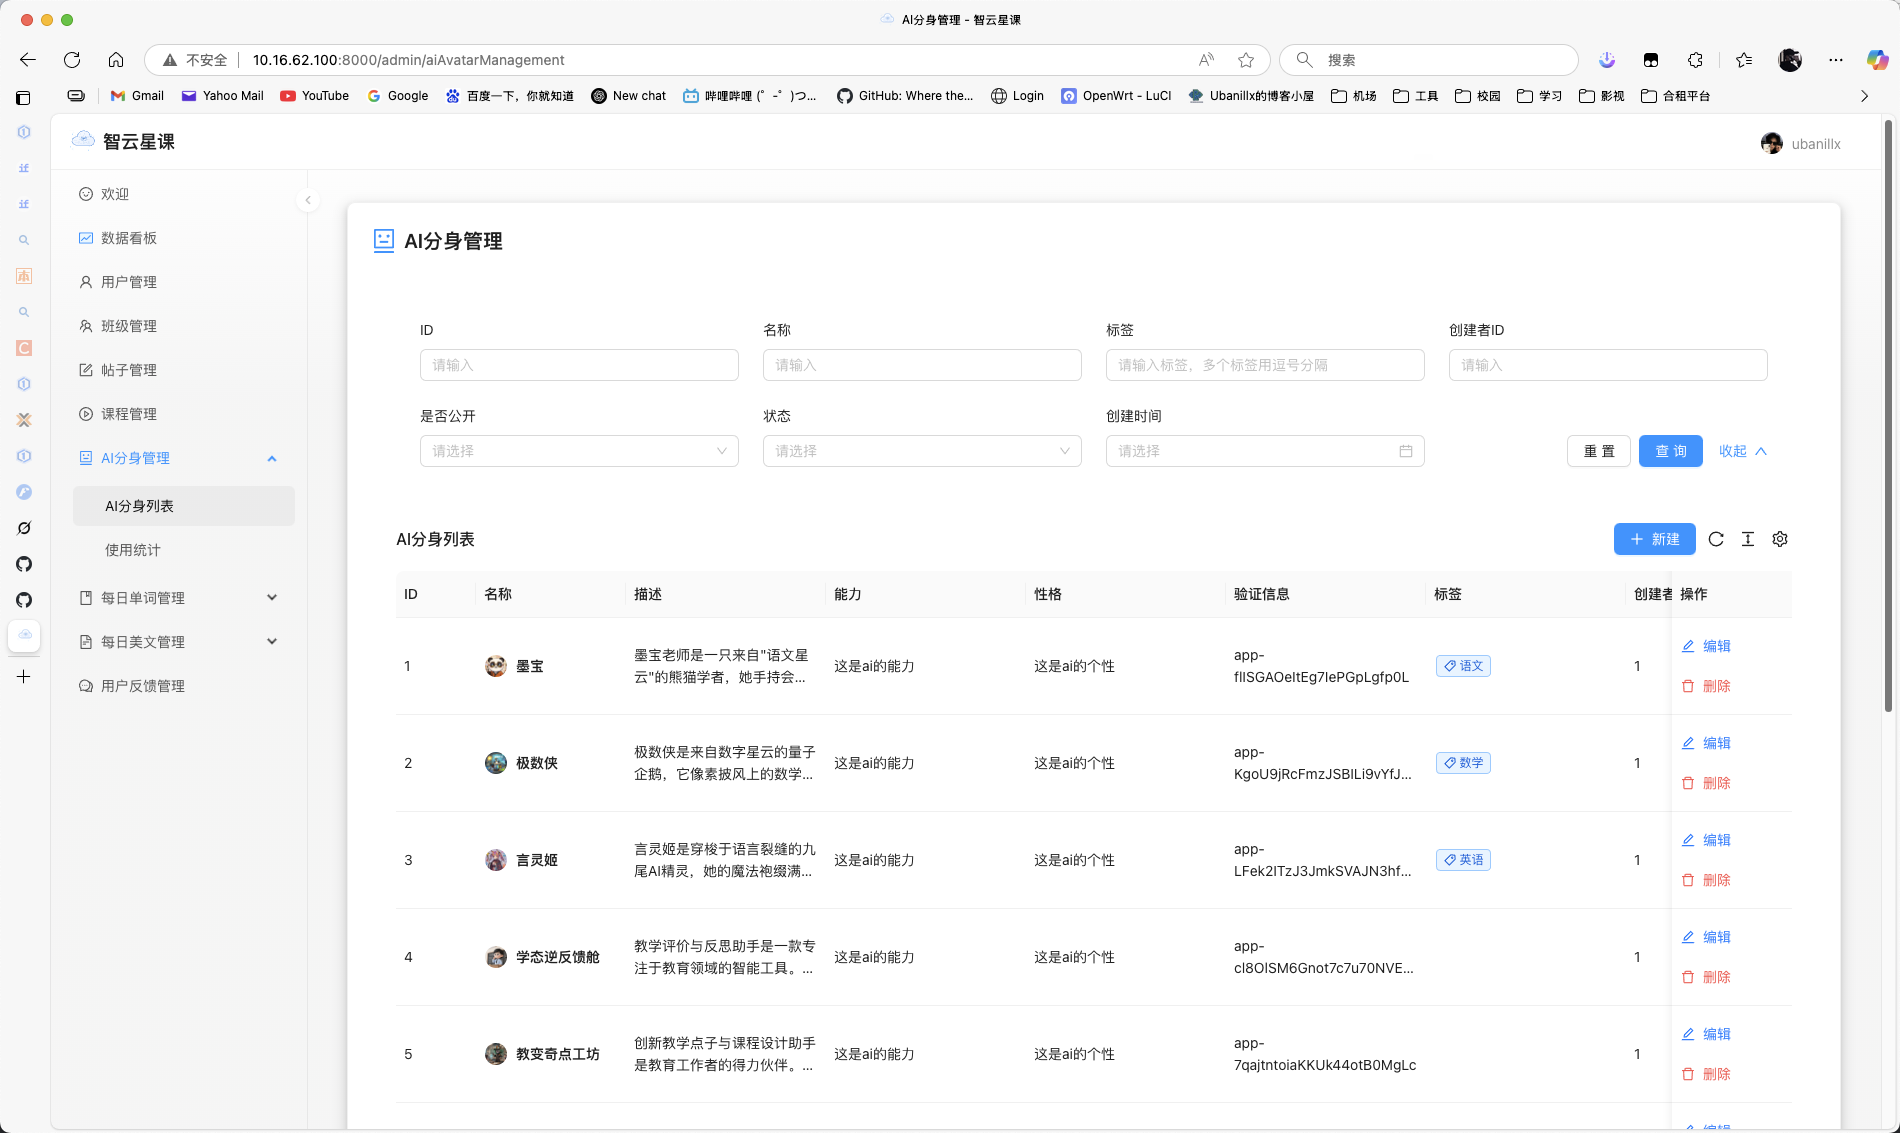 AI分身管理 - 智云星课
不安全 10.16.62.100:8000/admin/aiAvatarManagement
搜索
Gmail Yahoo Mail YouTube Google 百度一下，你就知道 New chat 哔哩哔哩 (゜-゜)つ... GitHub: Where the... Login OpenWrt - LuCI Ubanillx的博客小屋 机场 工具 校园 学习 影视 合租平台
智云星课
ubanillx
欢迎
数据看板
用户管理
班级管理
帖子管理
课程管理
AI分身管理
AI分身列表
使用统计
每日单词管理
每日美文管理
用户反馈管理
AI分身管理
ID 名称 标签 创建者ID
请输入 请输入 请输入标签，多个标签用逗号分隔 请输入
是否公开 状态 创建时间
请选择 请选择 请选择 重 置 查 询 收起
AI分身列表 新建
ID 名称 描述 能力 性格 验证信息 标签 创建者 操作
1 墨宝 墨宝老师是一只来自"语文星
云"的熊猫学者，她手持会... 这是ai的能力 这是ai的个性 app-
flISGAOeItEg7lePGpLgfp0L 语文 1 编辑
删除
2 极数侠 极数侠是来自数字星云的量子
企鹅，它像素披风上的数学... 这是ai的能力 这是ai的个性 app-
KgoU9jRcFmzJSBlLi9vYfJ... 数学 1 编辑
删除
3 言灵姬 言灵姬是穿梭于语言裂缝的九
尾AI精灵，她的魔法袍缀满... 这是ai的能力 这是ai的个性 app-
LFek2ITzJ3JmkSVAJN3hf... 英语 1 编辑
删除
4 学态逆反馈舱 教学评价与反思助手是一款专
注于教育领域的智能工具。... 这是ai的能力 这是ai的个性 app-
cl8OlSM6Gnot7c7u70NVE... 1 编辑
删除
5 教变奇点工坊 创新教学点子与课程设计助手
是教育工作者的得力伙伴。... 这是ai的能力 这是ai的个性 app-
7qajtntoiaKKUk44otB0MgLc 1 编辑
删除
编辑